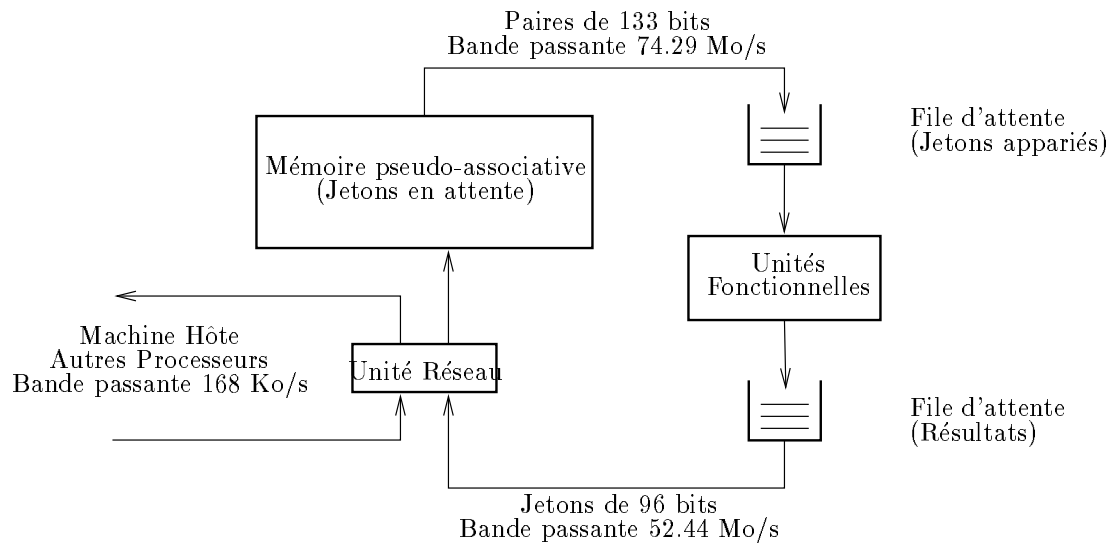 Paires de 133 bits
Bande passante 74.29 Mo/s
File d'attente
(Jetons appariés)
Mémoire pseudo-associative
(Jetons en attente)
Unités
Fonctionnelles
Machine Hôte
Autres Processeurs
Bande passante 168 Ko/s
Unité Réseau
File d'attente
(Résultats)
Jetons de 96 bits
Bande passante 52.44 Mo/s